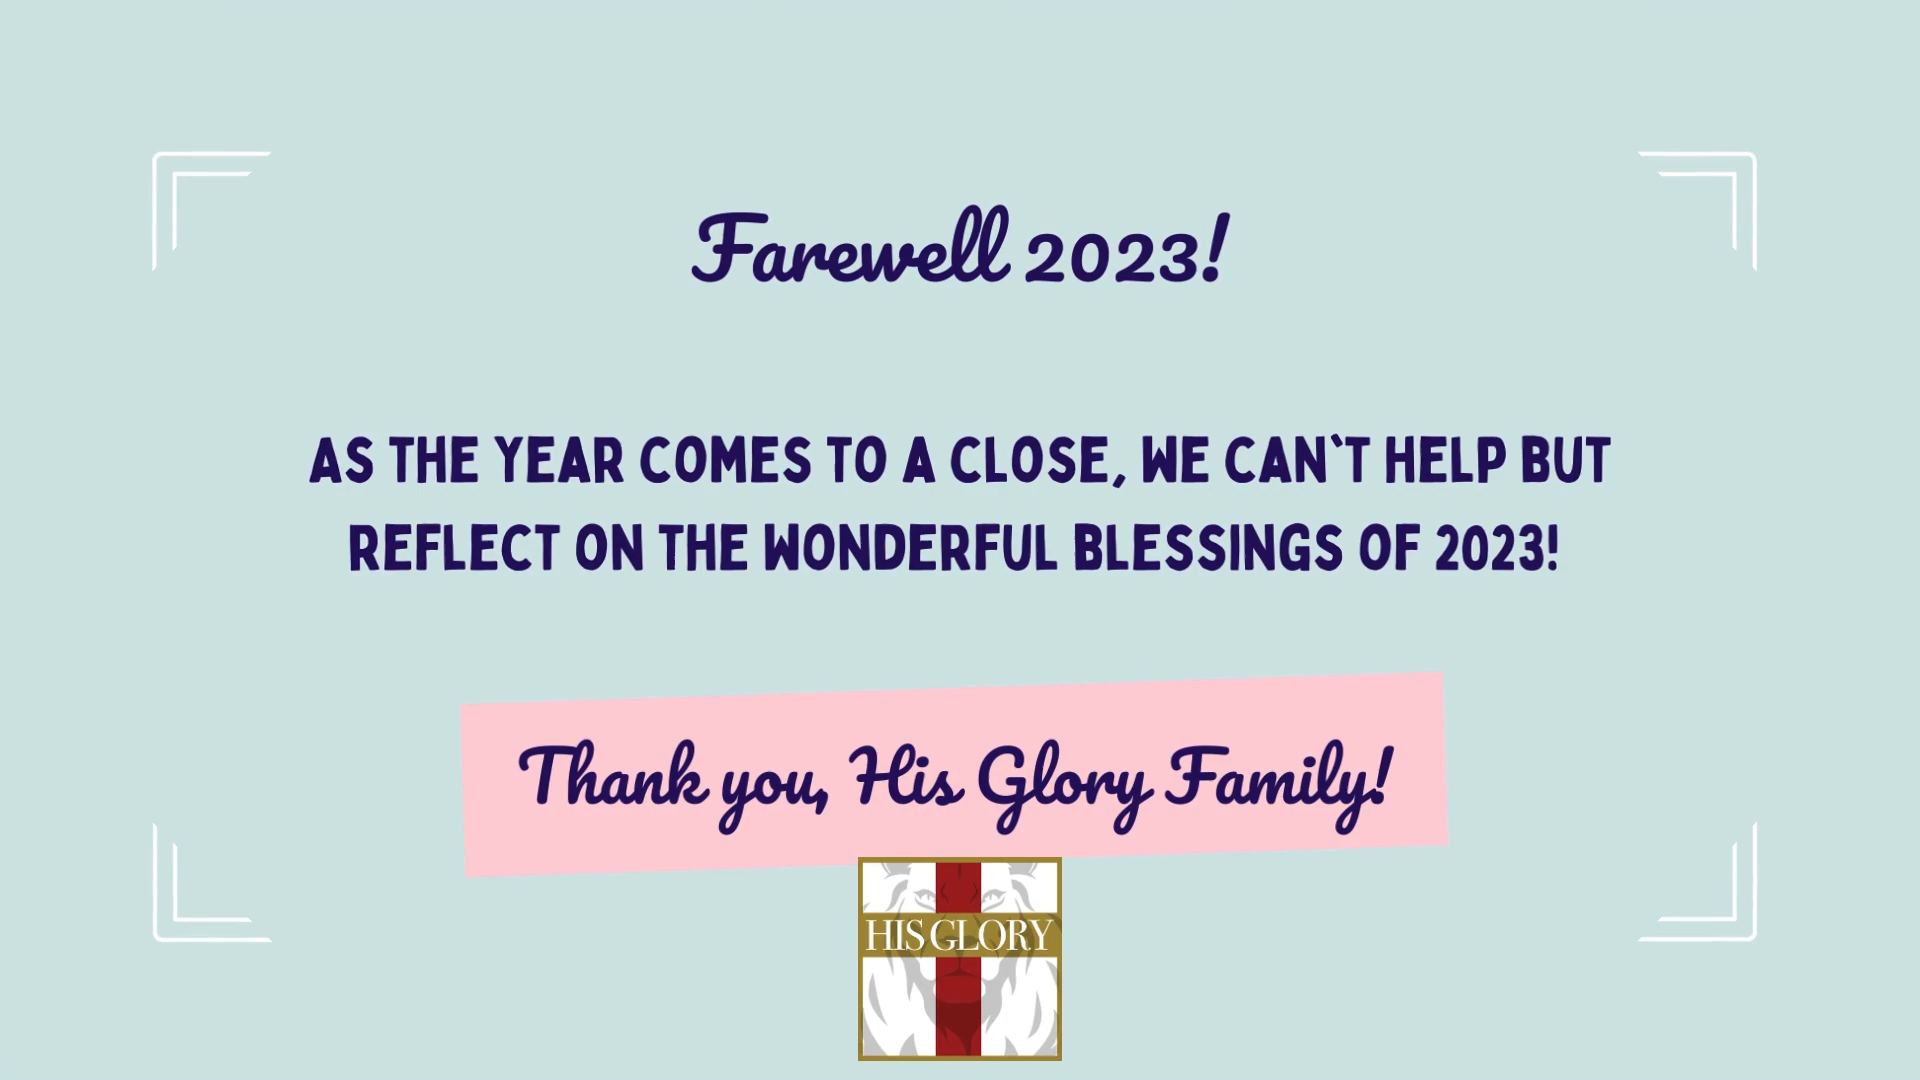 Farewell 2023!
AS THE YEAR COMES TO A CLOSE, WE CAN'T HELP BUT
REFLECT ON THE WONDERFUL BLESSINGS OF 2023!
Thank you, His Glory Family!
HIS GLORY